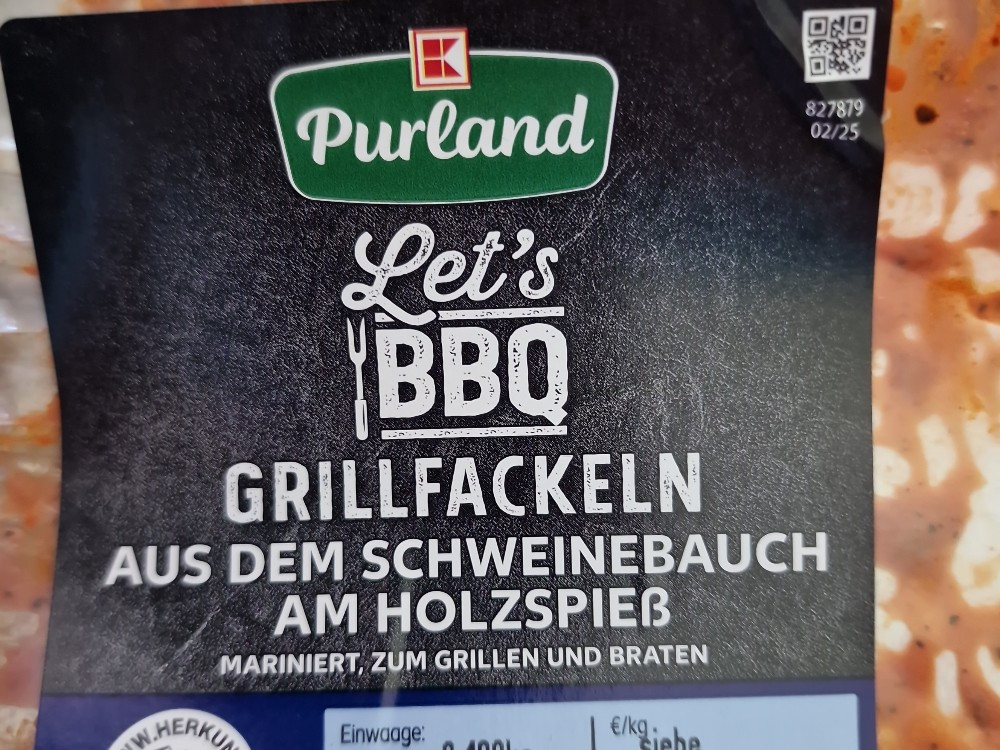 827879
02/25
Purland
Let's
BBQ
GRILLFACKELN
AUS DEM SCHWEINEBAUCH
AM HOLZSPIEß
MARINIERT, ZUM GRILLEN UND BRATEN
Einwaage:
€/kg
siehe